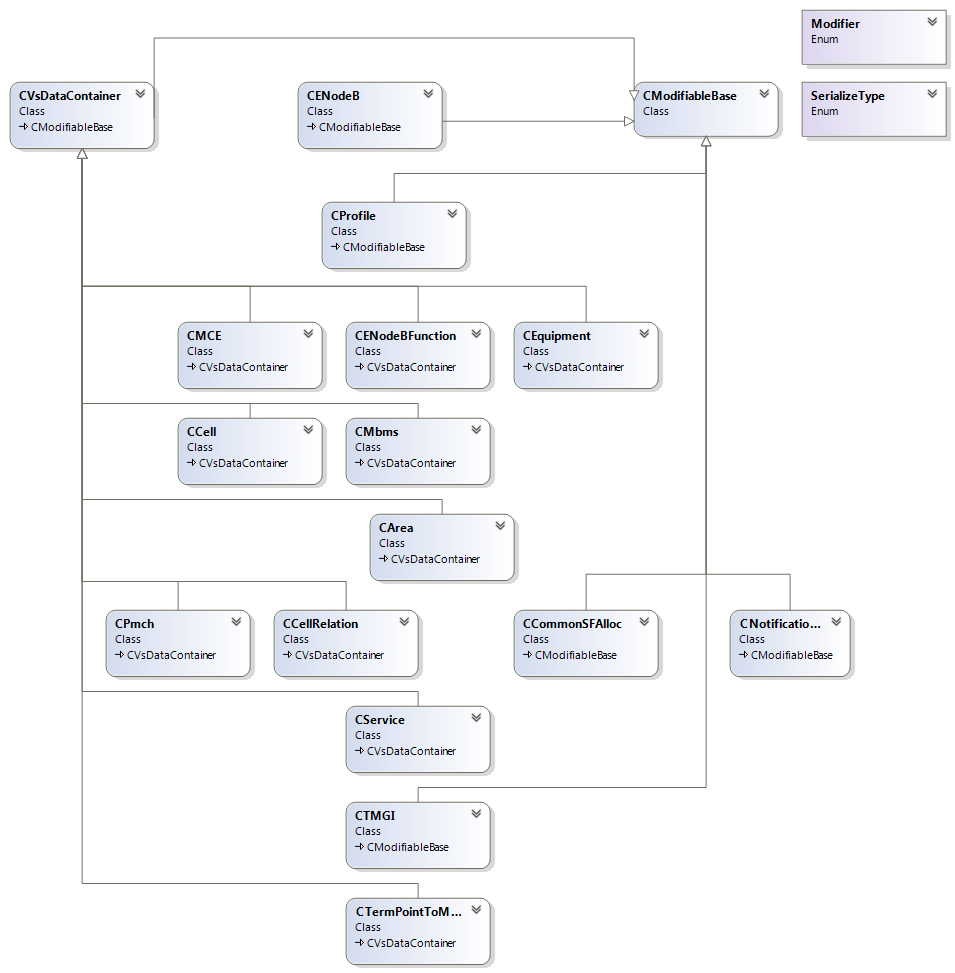 Modifier
Enum
CVsDataContainer
Class
CModifiableBase
CENodeB
Class
CModifiableBase
CModifiableBase
Class
SerializeType
Enum
CProfile
Class
CModifiableBase
CMCE
Class
CVsDataContainer
CENodeBFunction
Class
CVsDataContainer
CEquipment
Class
CVsDataContainer
CCell
Class
CVsDataContainer
CMbms
Class
CVsDataContainer
CArea
Class
CVsDataContainer
CPmch
Class
CVsDataContainer
CCellRelation
Class
CVsDataContainer
CCommonSFAlloc
Class
CModifiableBase
CNotificatio...
Class
CModifiableBase
CService
Class
CVsDataContainer
CTMGI
Class
CModifiableBase
CTermPointToM...
Class
CVsDataContainer